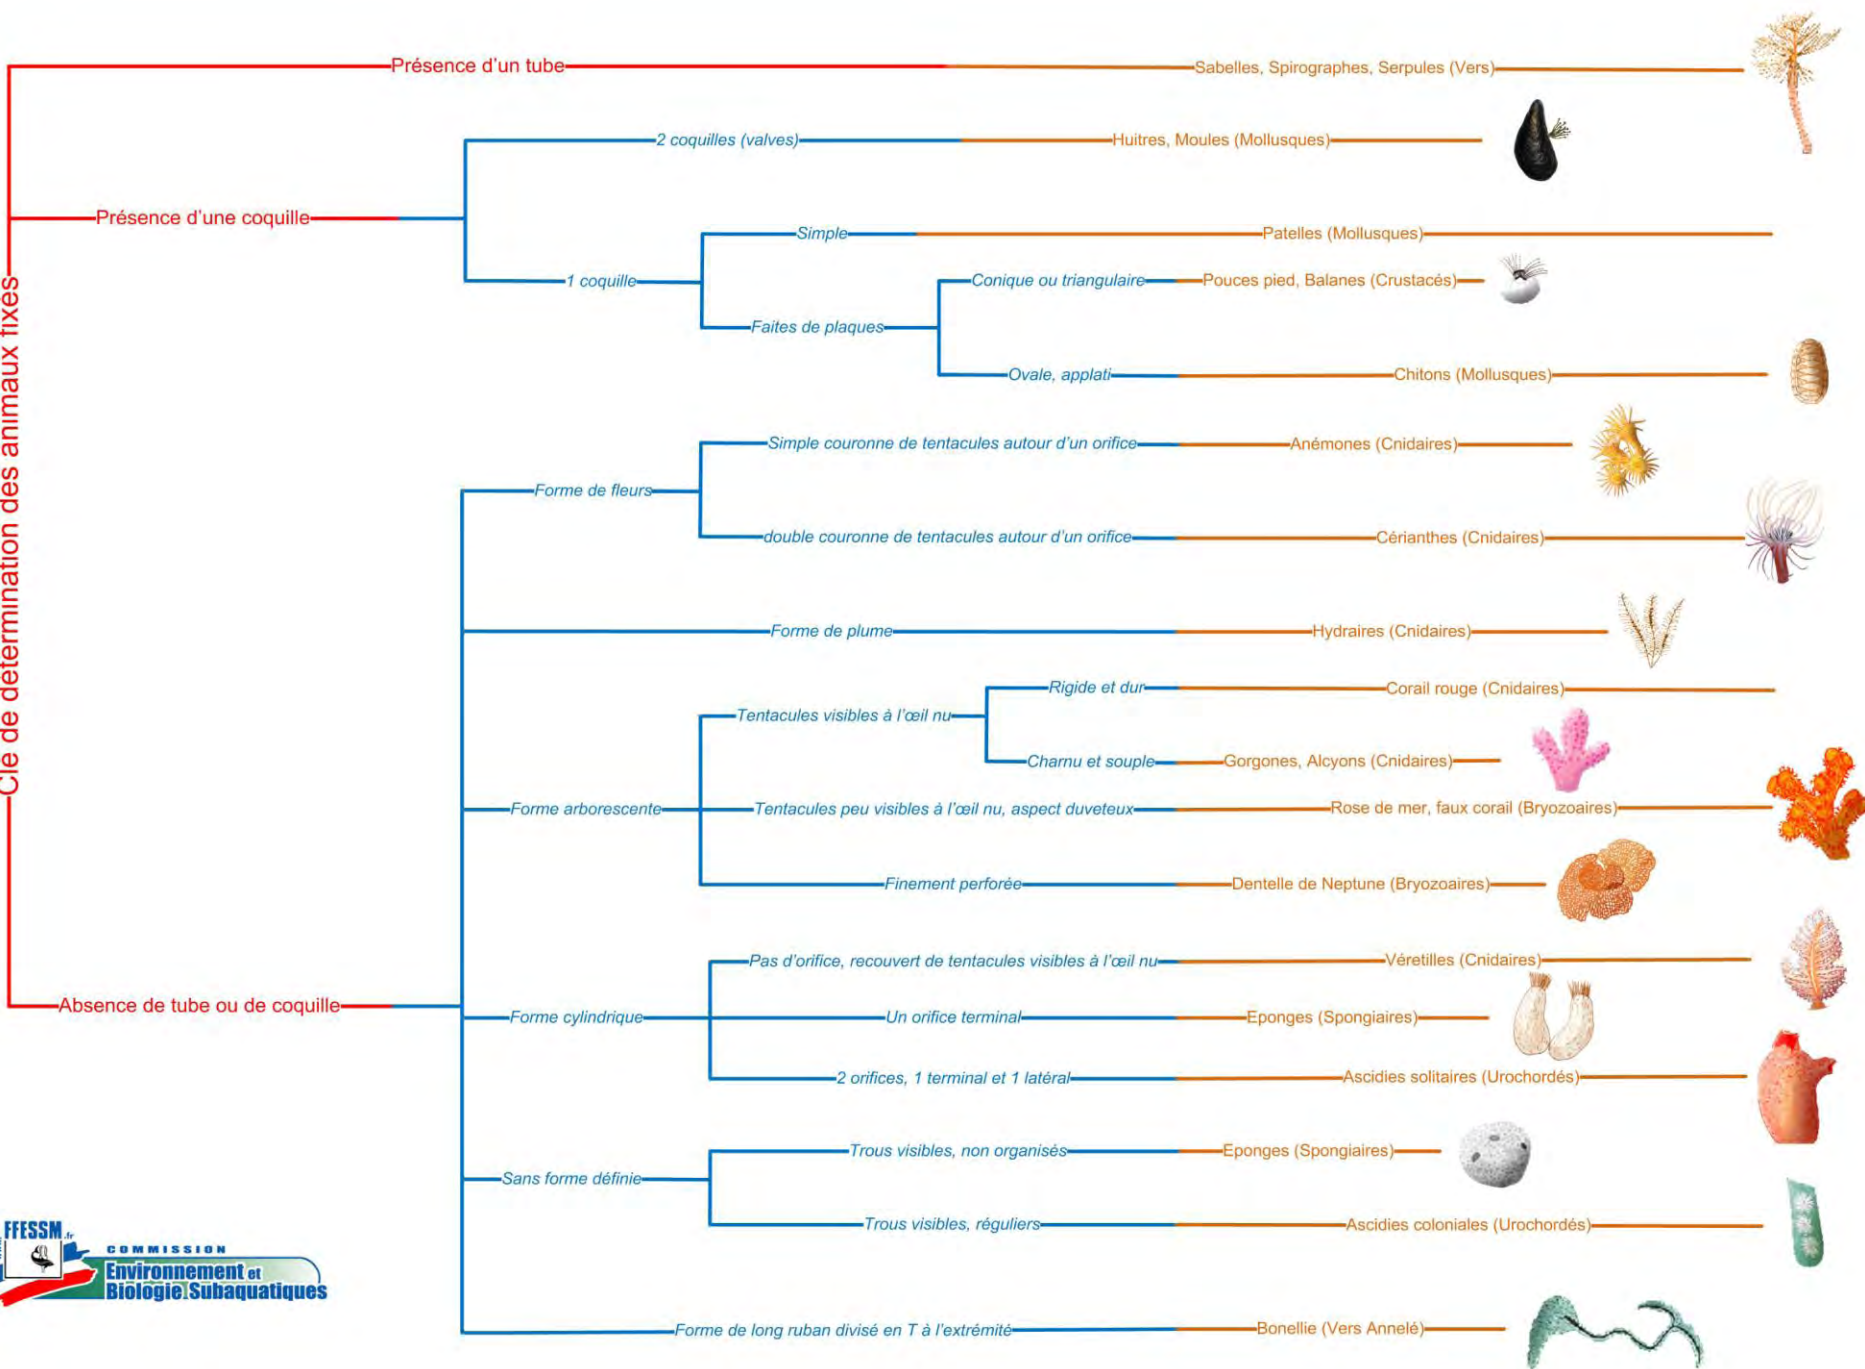 Clé de détermination des animaux fixés
Présence d'un tube
Sabelles, Spirographes, Serpules (Vers)
Présence d'une coquille
2 coquilles (valves)
Huitres, Moules (Mollusques)
1 coquille
Simple
Patelles (Mollusques)
Faites de plaques
Conique ou triangulaire
Pouces pied, Balanes (Crustacés)
Ovale, applati
Chitons (Mollusques)
Absence de tube ou de coquille
Forme de fleurs
Simple couronne de tentacules autour d'un orifice
Anémones (Cnidaires)
double couronne de tentacules autour d'un orifice
Cérianthes (Cnidaires)
Forme de plume
Hydraires (Cnidaires)
Forme arborescente
Tentacules visibles à l'œil nu
Rigide et dur
Corail rouge (Cnidaires)
Charnu et souple
Gorgones, Alcyons (Cnidaires)
Tentacules peu visibles à l'œil nu, aspect duveteux
Rose de mer, faux corail (Bryozoaires)
Finement perforée
Dentelle de Neptune (Bryozoaires)
Forme cylindrique
Pas d'orifice, recouvert de tentacules visibles à l'œil nu
Véretilles (Cnidaires)
Un orifice terminal
Eponges (Spongiaires)
2 orifices, 1 terminal et 1 latéral
Ascidies solitaires (Urochordés)
Sans forme définie
Trous visibles, non organisés
Eponges (Spongiaires)
Trous visibles, réguliers
Ascidies coloniales (Urochordés)
Forme de long ruban divisé en T à l'extrémité
Bonellie (Vers Annelé)
FFESSM.fr
COMMISSION
Environnement et
Biologie Subaquatiques